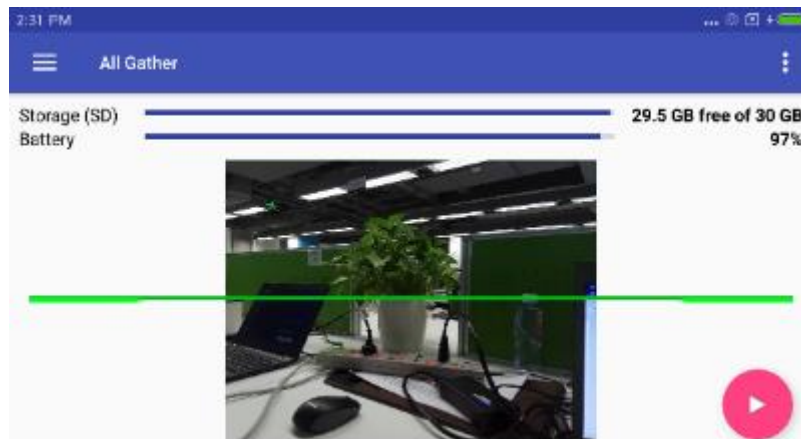 2:31 PM
All Gather
Storage (SD) 29.5 GB free of 30 GB
Battery 97%